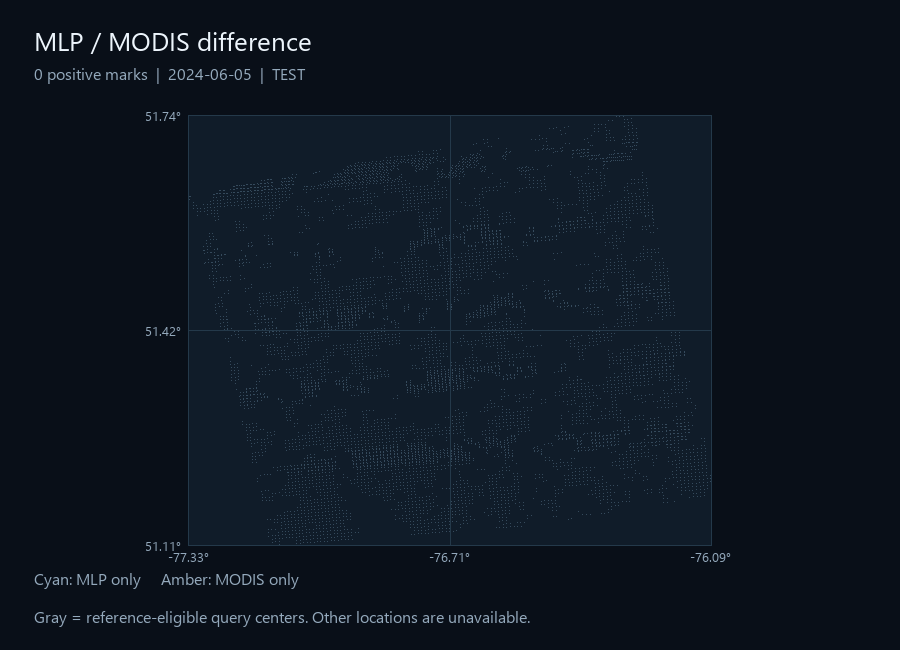 MLP / MODIS difference
0 positive marks | 2024-06-05 | TEST
51.74°
51.42°
51.11°
-77.33° -76.71° -76.09°
Cyan: MLP only Amber: MODIS only
Gray = reference-eligible query centers. Other locations are unavailable.